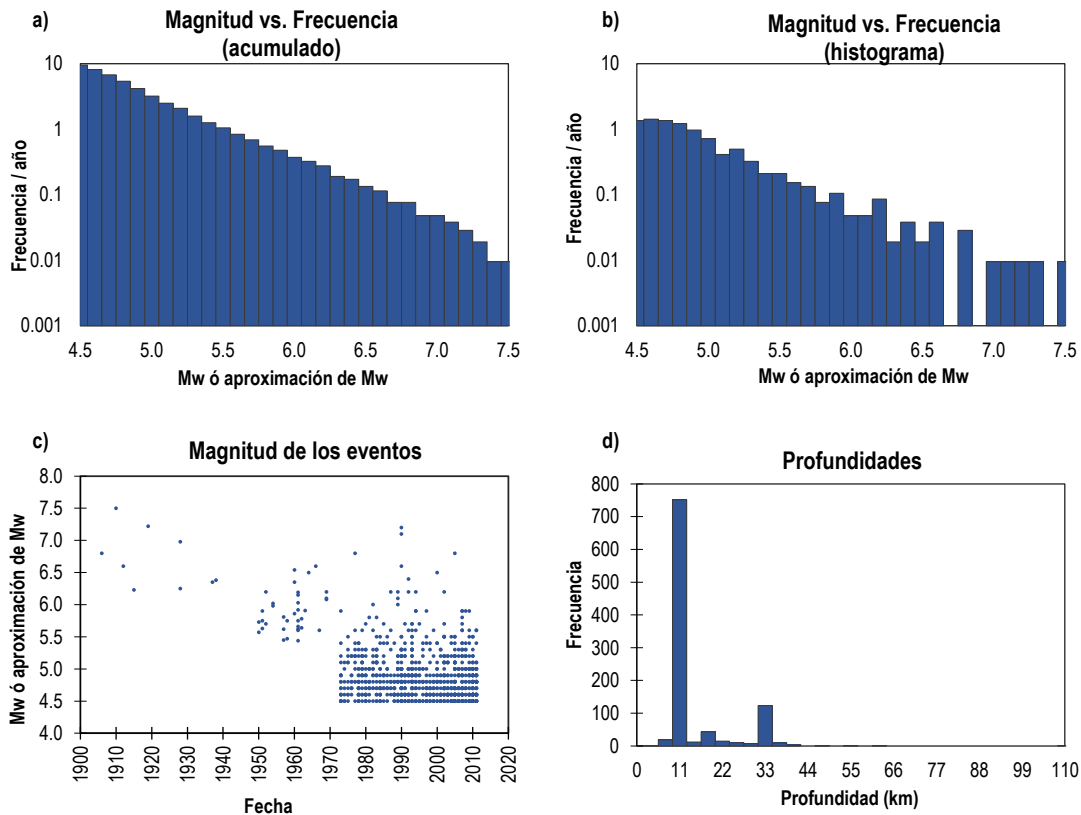 a)
Magnitud vs. Frecuencia
(acumulado)
Frecuencia / año
10
1
0.1
0.01
0.001
4.5 5.0 5.5 6.0 6.5 7.0 7.5
Mw ó aproximación de Mw
b)
Magnitud vs. Frecuencia
(histograma)
Frecuencia / año
10
1
0.1
0.01
0.001
4.5 5.0 5.5 6.0 6.5 7.0 7.5
Mw ó aproximación de Mw
c)
Magnitud de los eventos
Mw ó aproximación de Mw
8.0
7.5
7.0
6.5
6.0
5.5
5.0
4.5
4.0
1900 1910 1920 1930 1940 1950 1960 1970 1980 1990 2000 2010 2020
Fecha
d)
Profundidades
Frecuencia
800
700
600
500
400
300
200
100
0
0 11 22 33 44 55 66 77 88 99 110
Profundidad (km)